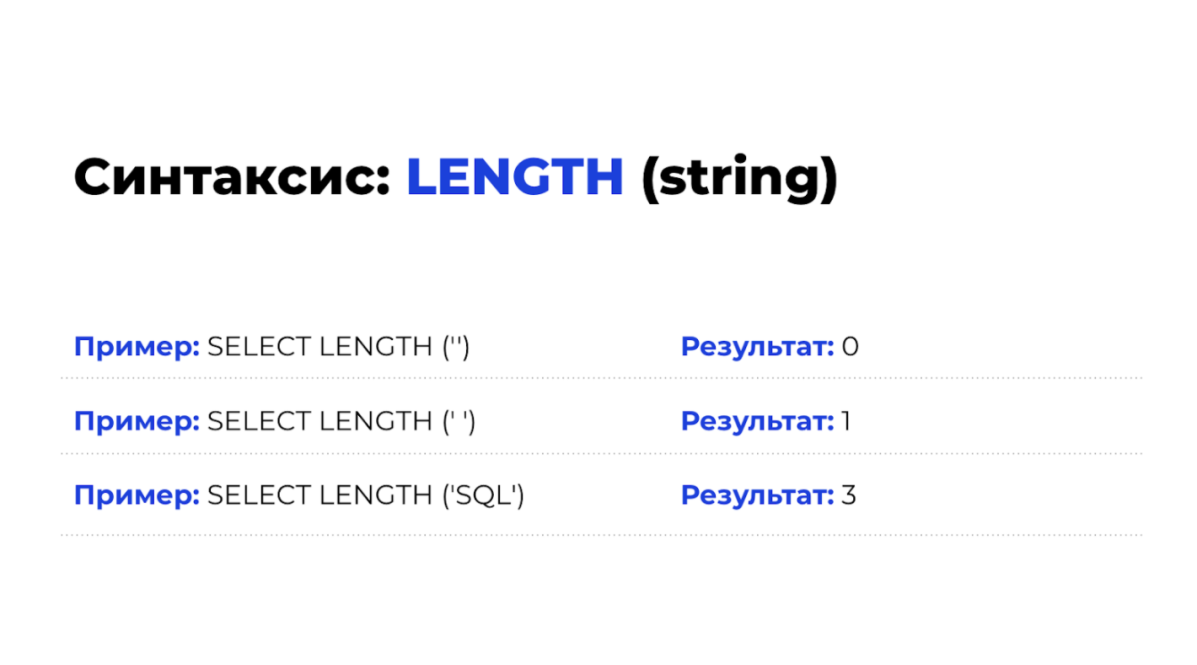 Синтаксис: LENGTH (string)
Пример: SELECT LENGTH ('') Результат: 0
Пример: SELECT LENGTH (' ') Результат: 1
Пример: SELECT LENGTH ('SQL') Результат: 3